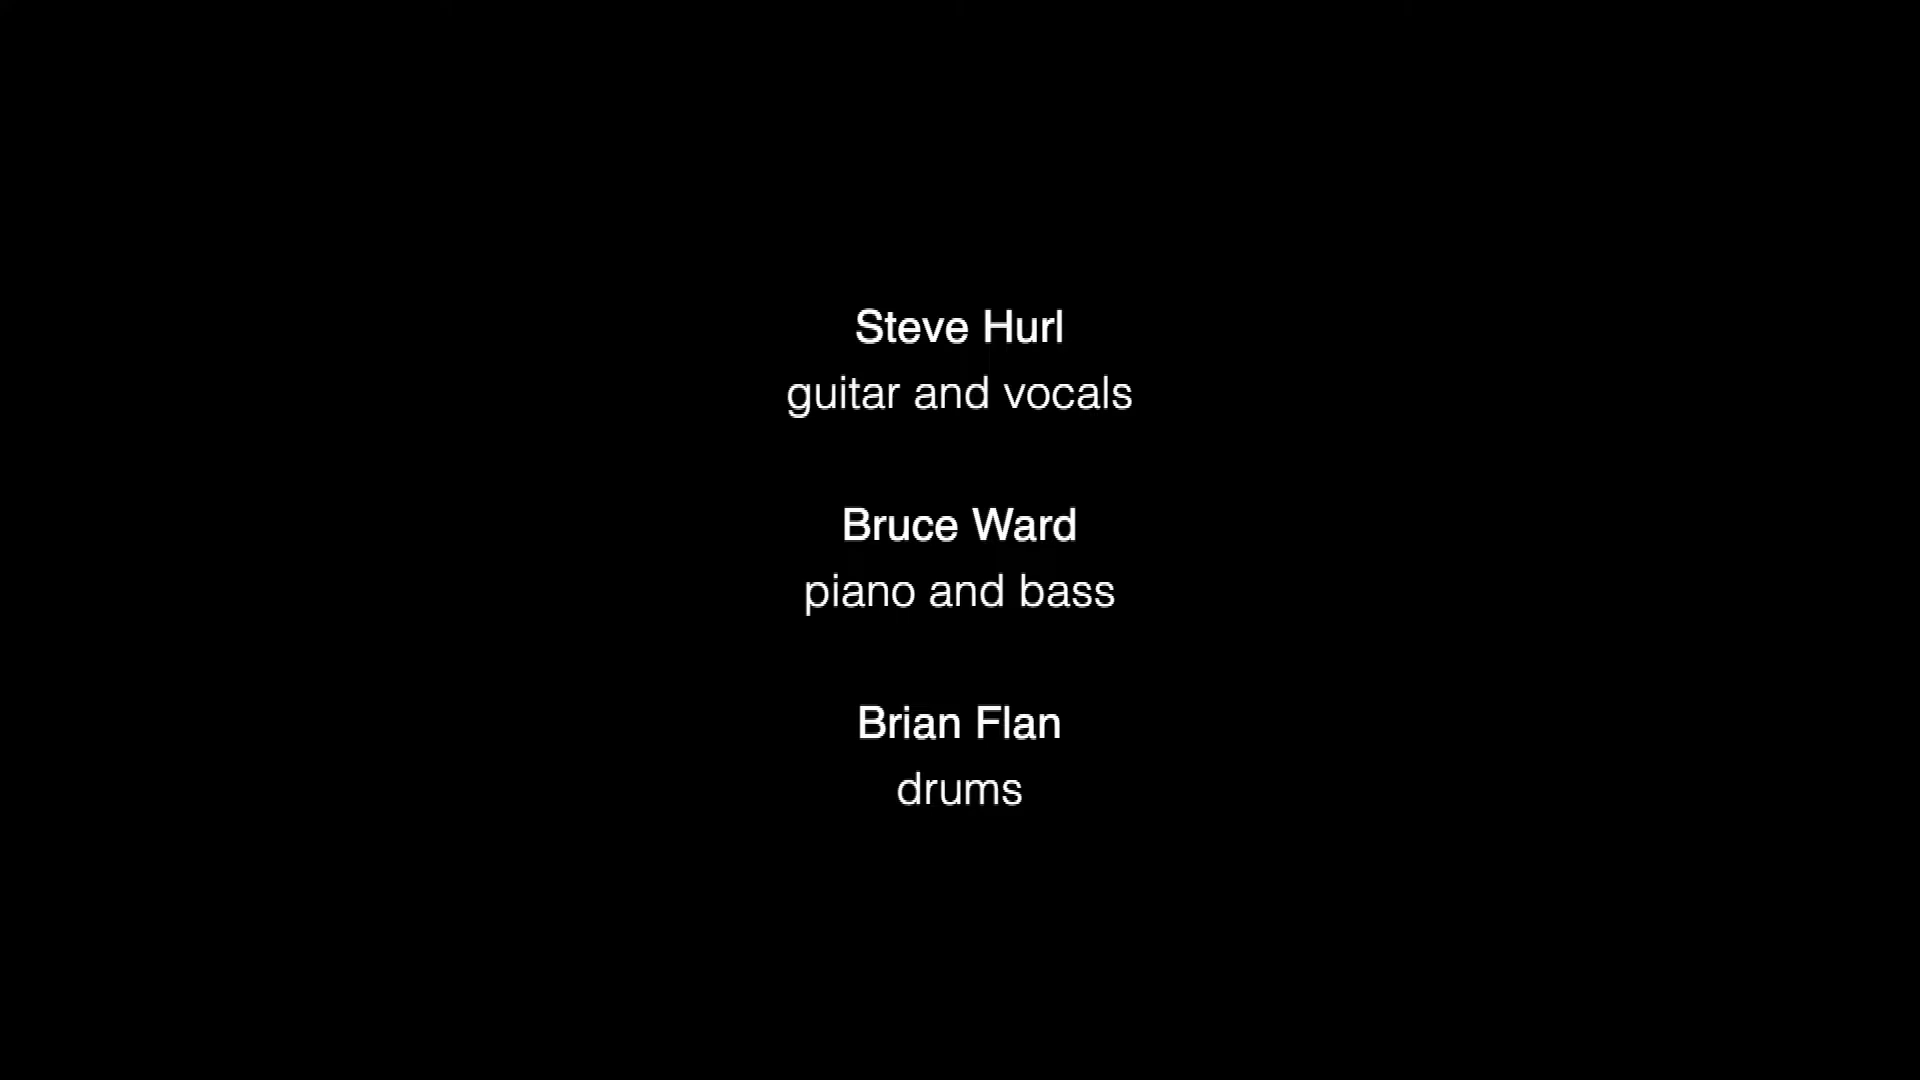 Steve Hurl
guitar and vocals
Bruce Ward
piano and bass
Brian Flan
drums